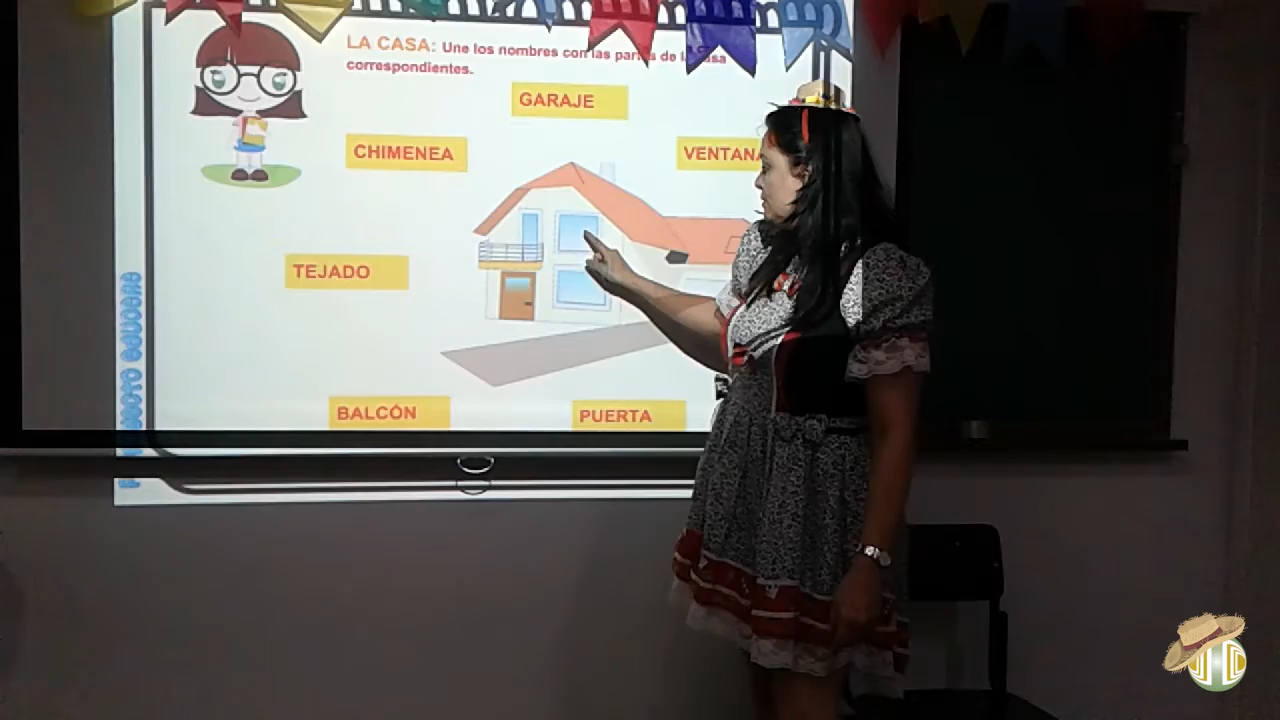 LA CASA: Une los nombres con las partes de la casa
correspondientes.
GARAJE
CHIMENEA
VENTANA
TEJADO
BALCÓN
PUERTA